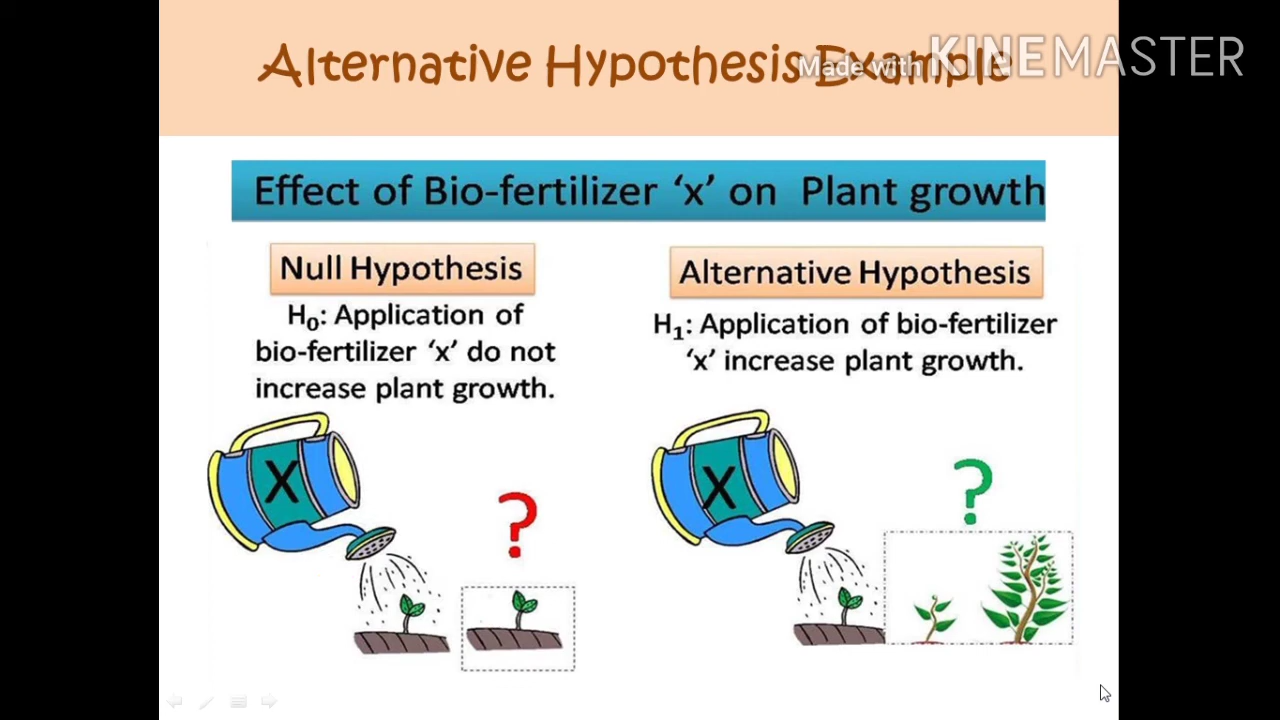 Alternative Hypothesis Example
Made with KINEMASTER
Effect of Bio-fertilizer ‘x’ on Plant growth
Null Hypothesis
H₀: Application of
bio-fertilizer ‘x’ do not
increase plant growth.
Alternative Hypothesis
H₁: Application of bio-fertilizer
‘x’ increase plant growth.
X
?
X
?